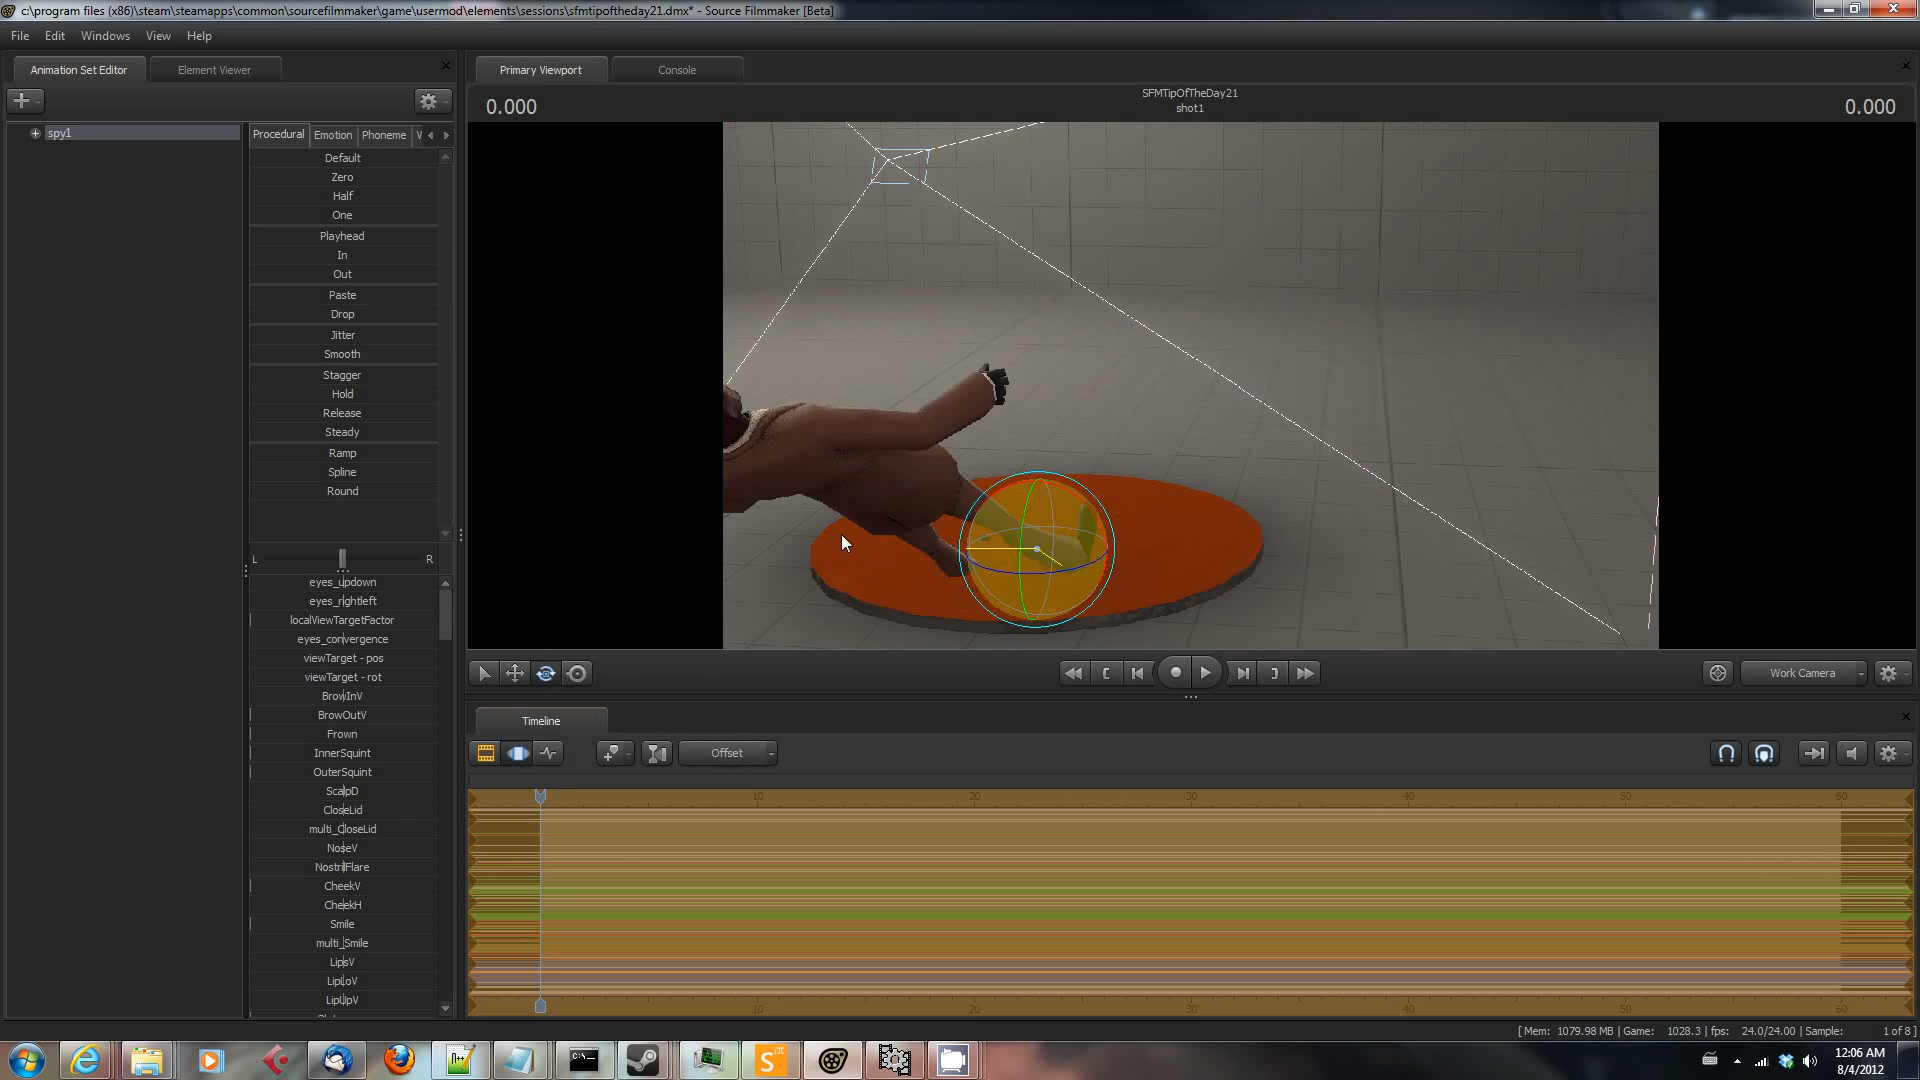 c:\program files (x86)\steam\steamapps\common\sourcefilmmaker\game\usermod\elements\sessions\sfmtipoftheday21.dmx* - Source Filmmaker [Beta]
File Edit Windows View Help
Animation Set Editor Element Viewer
Primary Viewport Console
0.000
SFMTipOfTheDay21
shot1
0.000
spy1
Procedural Emotion Phoneme
Default
Zero
Half
One
Playhead
In
Out
Paste
Drop
Jitter
Smooth
Stagger
Hold
Release
Steady
Ramp
Spline
Round
L R
eyes_updown
eyes_rightleft
localViewTargetFactor
eyes_convergence
viewTarget - pos
viewTarget - rot
BrowInV
BrowOutV
Frown
InnerSquint
OuterSquint
ScalpD
CloseLid
multi_CloseLid
NoseV
NostrilFlare
CheekV
CheekH
Smile
multi_Smile
LipsV
LipLoV
LipUpV
Work Camera
Timeline
Offset
10 20 30 40 50 60
10 20 30 40 50 60
[ Mem: 1079.98 MB | Game: 1028.3 | fps: 24.0/24.00 | Sample: 1 of 8 ]
12:06 AM
8/4/2012